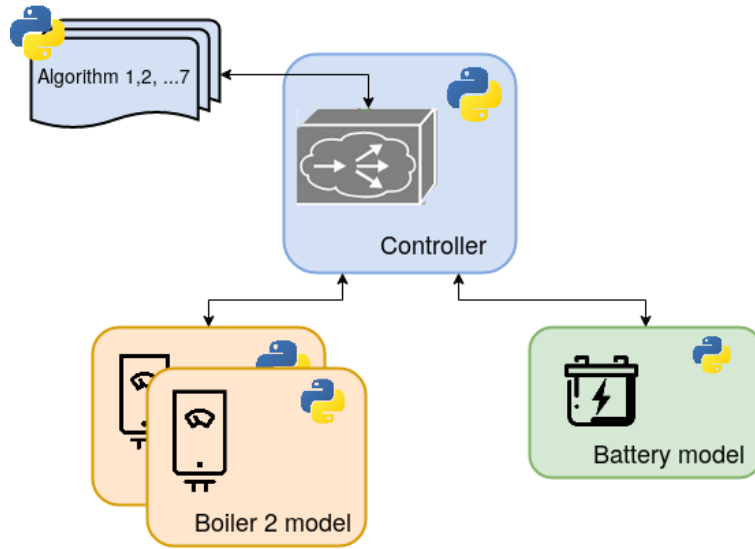 Algorithm 1,2, ...7
Controller
Boiler 2 model
Battery model